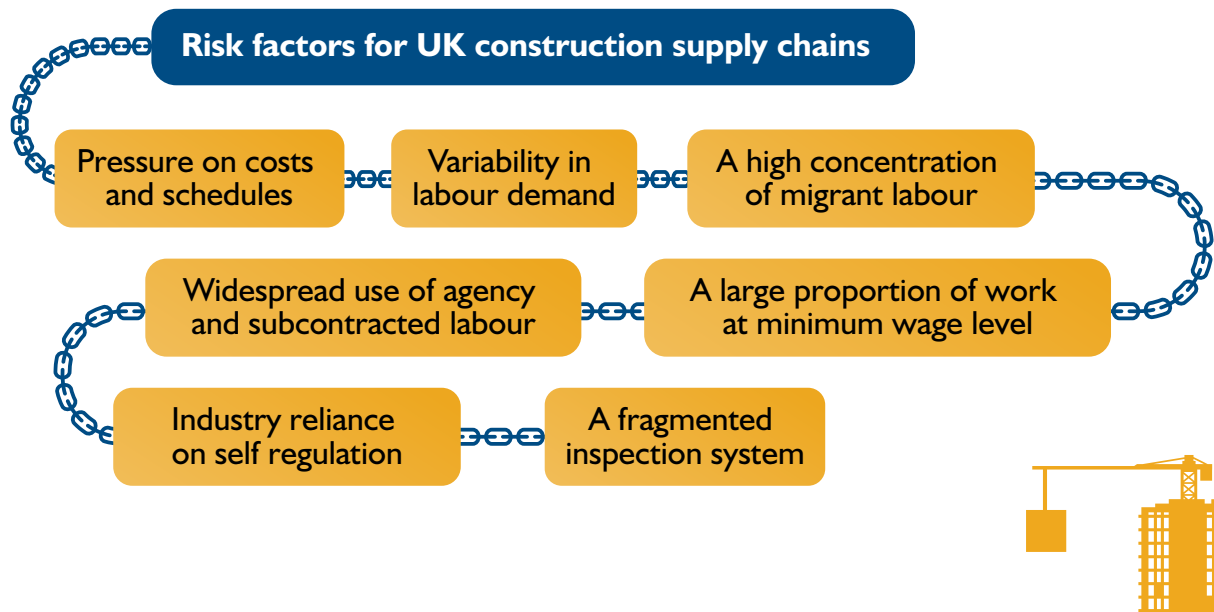 Risk factors for UK construction supply chains
Pressure on costs
and schedules
Variability in
labour demand
A high concentration
of migrant labour
A large proportion of work
at minimum wage level
Widespread use of agency
and subcontracted labour
Industry reliance
on self regulation
A fragmented
inspection system